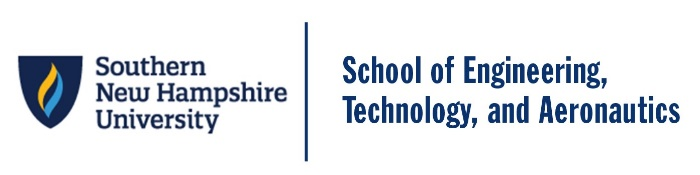 Southern
New Hampshire
University
School of Engineering,
Technology, and Aeronautics